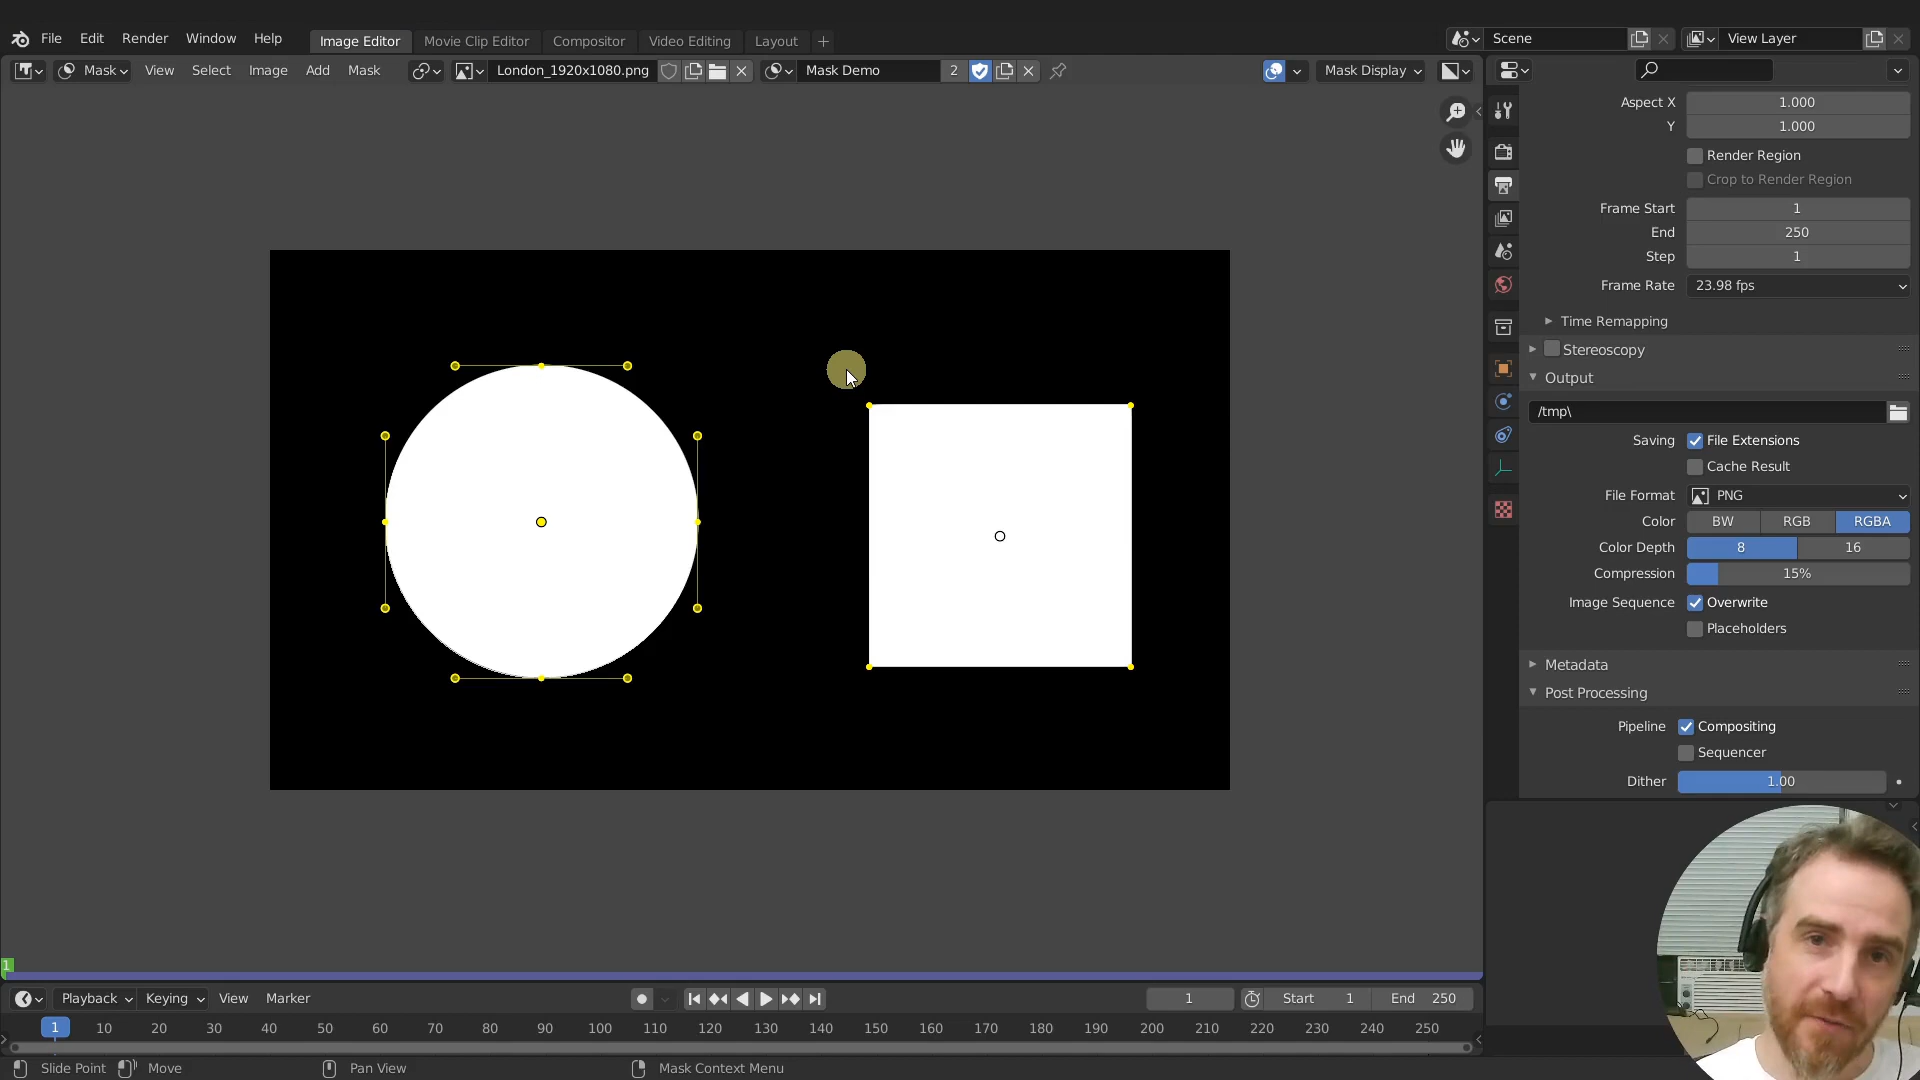 File Edit Render Window Help Image Editor Movie Clip Editor Compositor Video Editing Layout Scene View Layer
Mask View Select Image Add Mask London_1920x1080.png Mask Demo 2 Mask Display
Aspect X 1.000
Y 1.000
Render Region
Crop to Render Region
Frame Start 1
End 250
Step 1
Frame Rate 23.98 fps
Time Remapping
Stereoscopy
Output
/tmp\
Saving File Extensions
Cache Result
File Format PNG
Color BW RGB RGBA
Color Depth 8 16
Compression 15%
Image Sequence Overwrite
Placeholders
Metadata
Post Processing
Pipeline Compositing
Sequencer
Dither 1.00
1
Playback Keying View Marker 1 Start 1 End 250
1 10 20 30 40 50 60 70 80 90 100 110 120 130 140 150 160 170 180 190 200 210 220 230 240 250
Slide Point Move Pan View Mask Context Menu